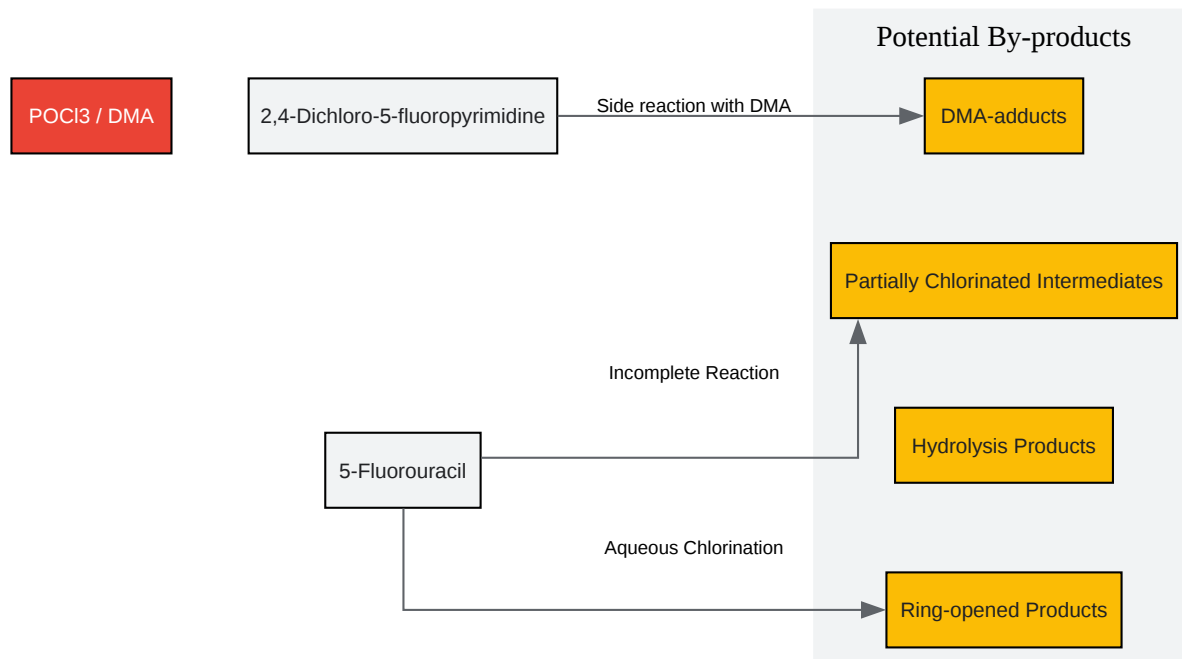 Potential By-products
POCl3 / DMA
2,4-Dichloro-5-fluoropyrimidine
Side reaction with DMA
DMA-adducts
Partially Chlorinated Intermediates
Incomplete Reaction
Hydrolysis Products
5-Fluorouracil
Aqueous Chlorination
Ring-opened Products